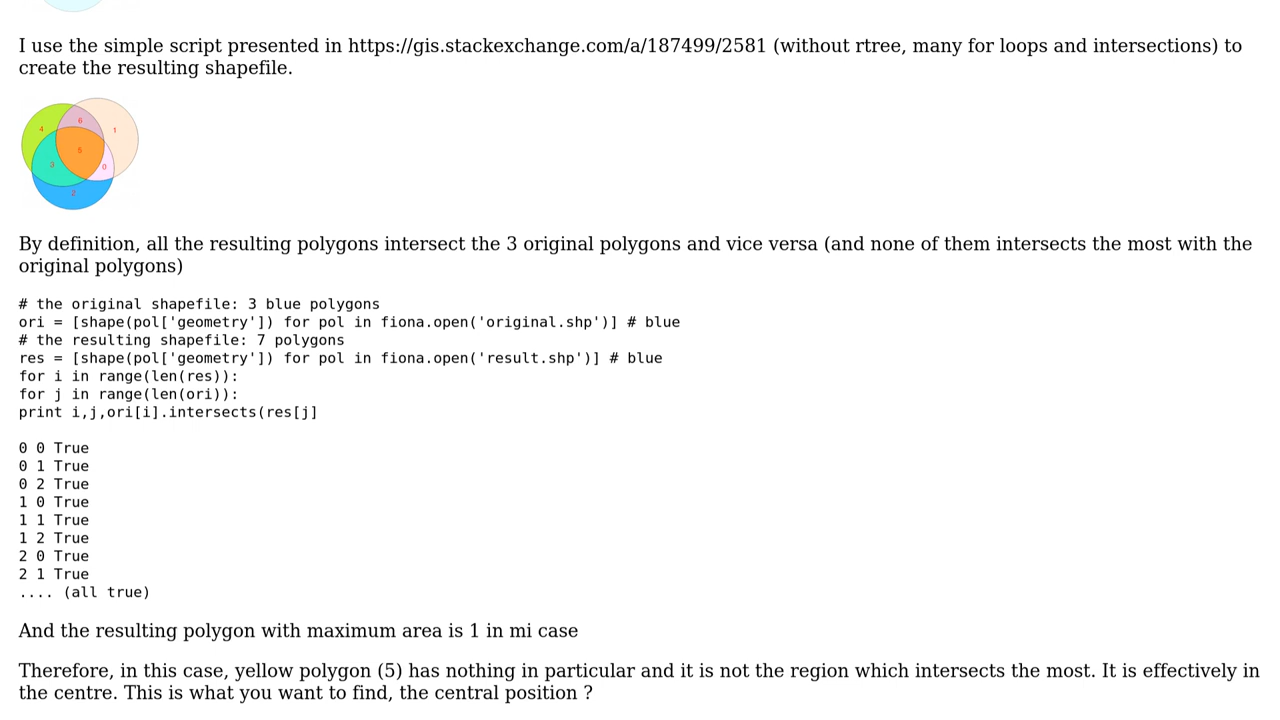 I use the simple script presented in https://gis.stackexchange.com/a/187499/2581 (without rtree, many for loops and intersections) to
create the resulting shapefile.
6
4
1
5
3
0
2
By definition, all the resulting polygons intersect the 3 original polygons and vice versa (and none of them intersects the most with the
original polygons)
# the original shapefile: 3 blue polygons
ori = [shape(pol['geometry']) for pol in fiona.open('original.shp')] # blue
# the resulting shapefile: 7 polygons
res = [shape(pol['geometry']) for pol in fiona.open('result.shp')] # blue
for i in range(len(res)):
for j in range(len(ori)):
print i,j,ori[i].intersects(res[j]
0 0 True
0 1 True
0 2 True
1 0 True
1 1 True
1 2 True
2 0 True
2 1 True
.... (all true)
And the resulting polygon with maximum area is 1 in mi case
Therefore, in this case, yellow polygon (5) has nothing in particular and it is not the region which intersects the most. It is effectively in
the centre. This is what you want to find, the central position ?